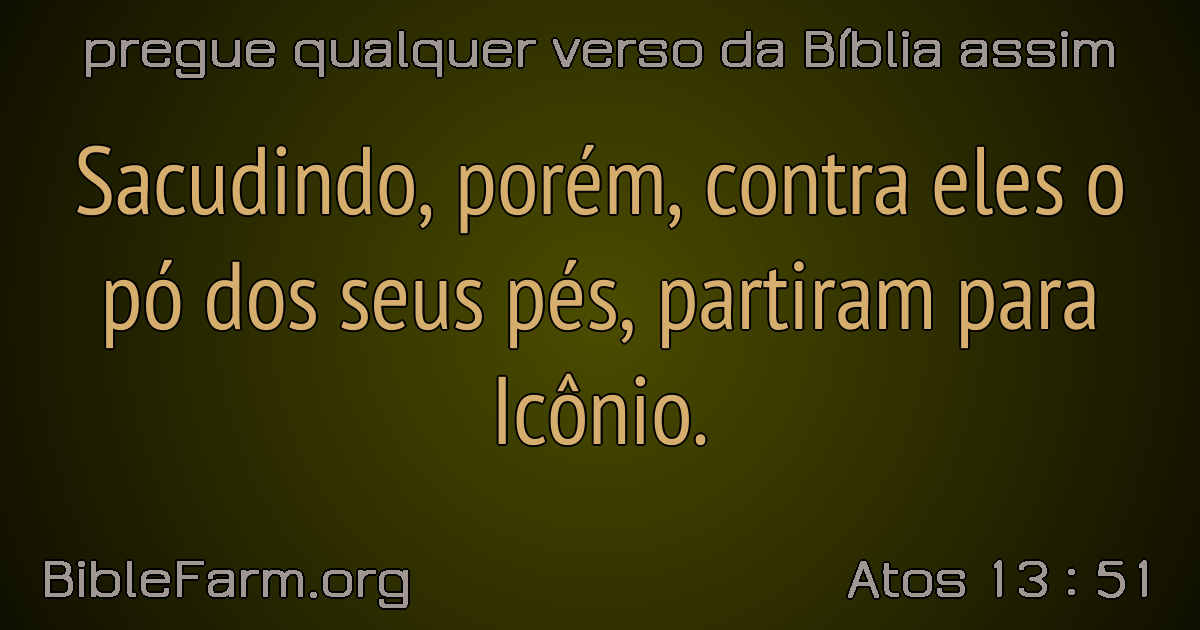 pregue qualquer verso da Bíblia assim
Sacudindo, porém, contra eles o
pó dos seus pés, partiram para
Icônio.
BibleFarm.org
Atos 13 : 51